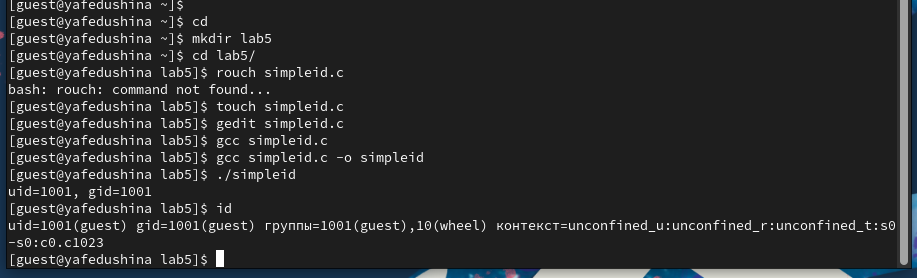 [guest@yafedushina ~]$
[guest@yafedushina ~]$ cd
[guest@yafedushina ~]$ mkdir lab5
[guest@yafedushina ~]$ cd lab5/
[guest@yafedushina lab5]$ rouch simpleid.c
bash: rouch: command not found...
[guest@yafedushina lab5]$ touch simpleid.c
[guest@yafedushina lab5]$ gedit simpleid.c
[guest@yafedushina lab5]$ gcc simpleid.c
[guest@yafedushina lab5]$ gcc simpleid.c -o simpleid
[guest@yafedushina lab5]$ ./simpleid
uid=1001, gid=1001
[guest@yafedushina lab5]$ id
uid=1001(guest) gid=1001(guest) группы=1001(guest),10(wheel) контекст=unconfined_u:unconfined_r:unconfined_t:s0
-s0:c0.c1023
[guest@yafedushina lab5]$